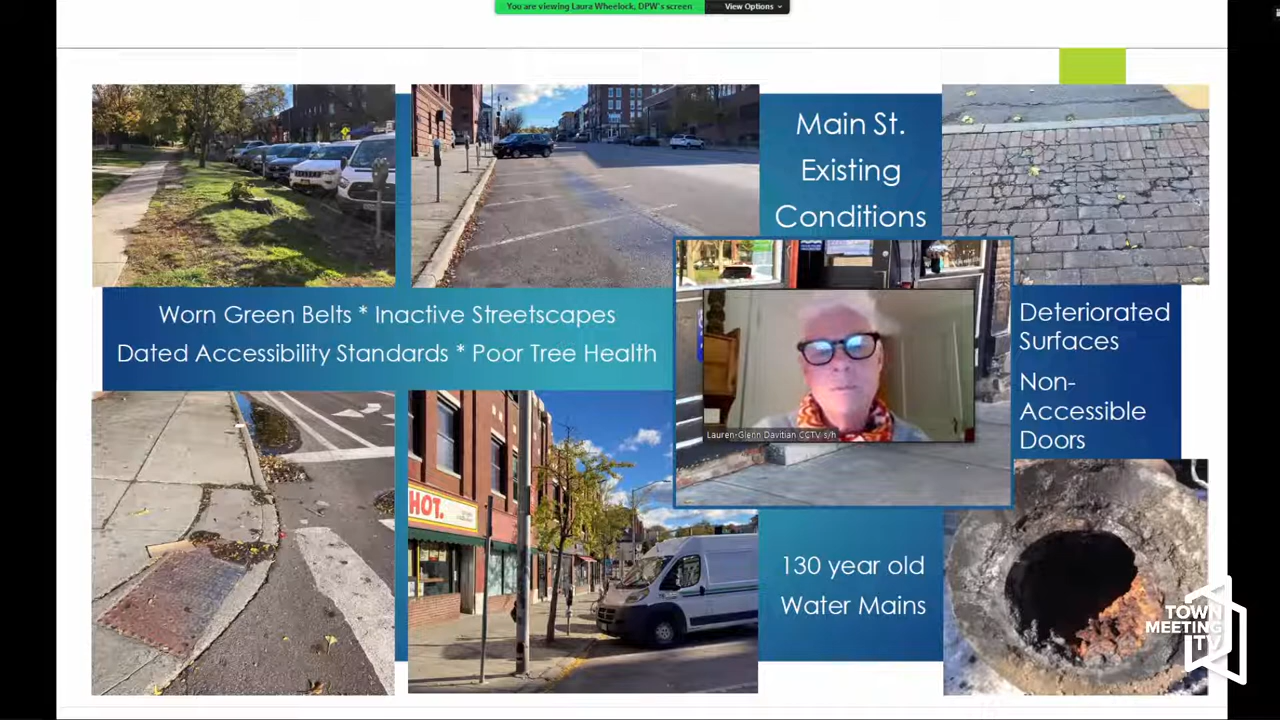 You are viewing Laura Wheelock, DPW's screen
View Options
Main St.
Existing
Conditions
Worn Green Belts * Inactive Streetscapes
Dated Accessibility Standards * Poor Tree Health
Deteriorated
Surfaces
Non-
Accessible
Doors
Lauren-Glenn Davitian CCTV s/h
HOT.
130 year old
Water Mains
TOWN
MEETING
TV